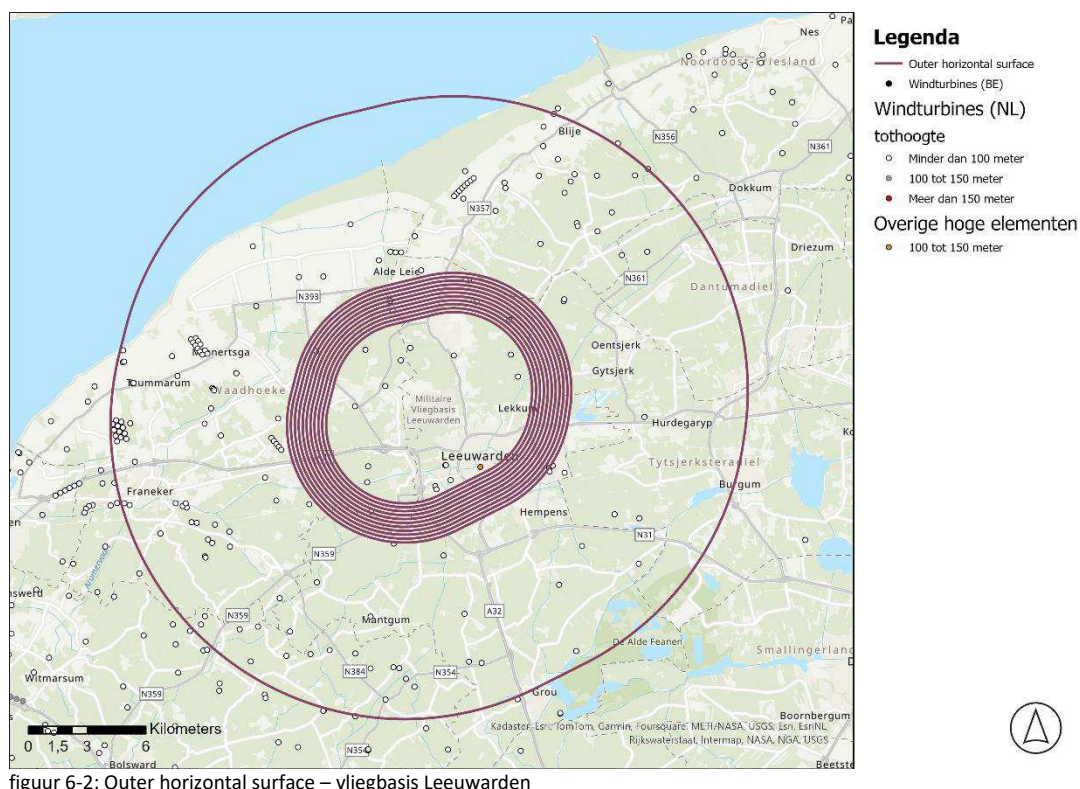 Nes
Noordoost-Friesland
Blije
N356
N361
Dokkum
N357
Driezum
Alde Leie
N361
Dantumadiel
N393
Oentsjerk
Gytsjerk
Waadhoeke
Militaire
Vliegbasis
Leeuwarden
Lekkum
Hurdegaryp
Leeuwarden
Tytsjerksteradiel
Franeker
Burgum
Hempens
N31
N359
A32
N359
Mantgum
De Alde Feanen
Smallingerland
N384
N354
Witmarsum
N359
Grou
Kilometers
0 1,5 3 6
Boornbergum
Kadaster, Esri, TomTom, Garmin, Foursquare, METI/NASA, USGS; Esri, EsriNL,
Rijkswaterstaat, Intermap, NASA, NGA, USGS
N354
Bolsward
Legenda
Outer horizontal surface
Windturbines (BE)
Windturbines (NL)
tothoogte
Minder dan 100 meter
100 tot 150 meter
Meer dan 150 meter
Overige hoge elementen
100 tot 150 meter
figuur 6-2: Outer horizontal surface – vliegbasis Leeuwarden